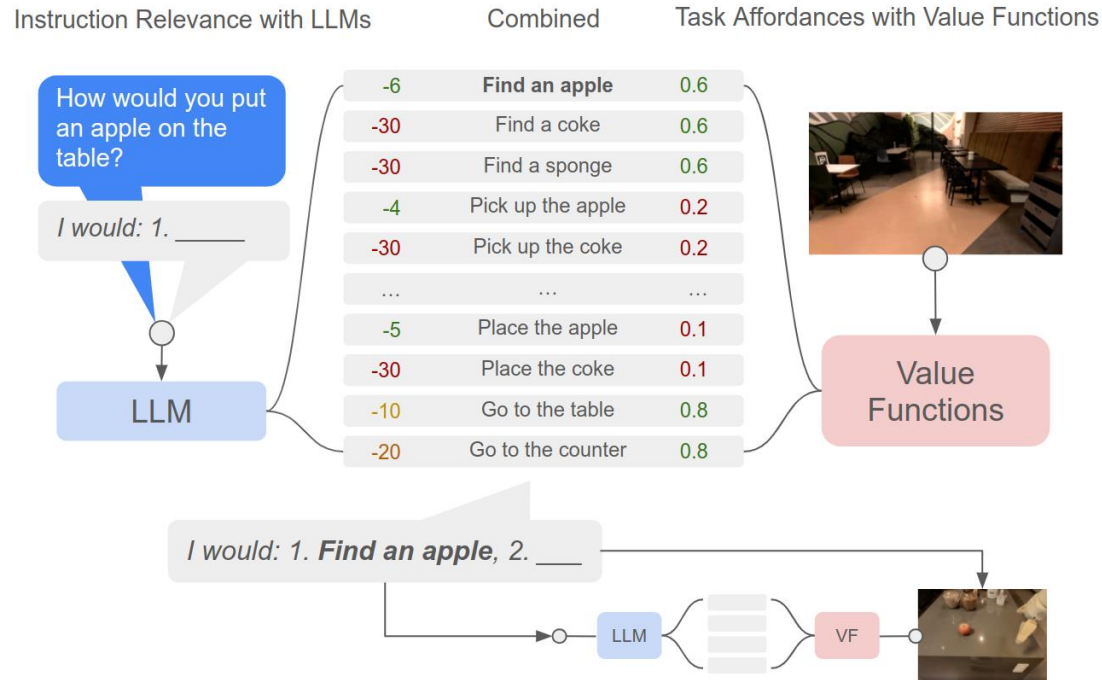 Instruction Relevance with LLMs
Combined
Task Affordances with Value Functions
How would you put
an apple on the
table?
I would: 1. _____
LLM
-6 Find an apple 0.6
-30 Find a coke 0.6
-30 Find a sponge 0.6
-4 Pick up the apple 0.2
-30 Pick up the coke 0.2
... ... ...
-5 Place the apple 0.1
-30 Place the coke 0.1
-10 Go to the table 0.8
-20 Go to the counter 0.8
Value
Functions
I would: 1. Find an apple, 2. ___
LLM
VF